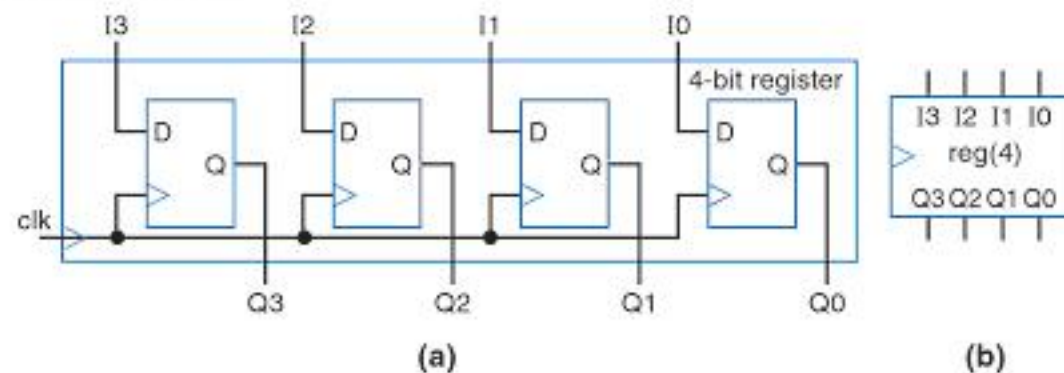 I3 I2 I1 I0
4-bit register
D D D D
Q Q Q Q
clk
Q3 Q2 Q1 Q0
(a)
I3 I2 I1 I0
reg(4)
Q3 Q2 Q1 Q0
(b)